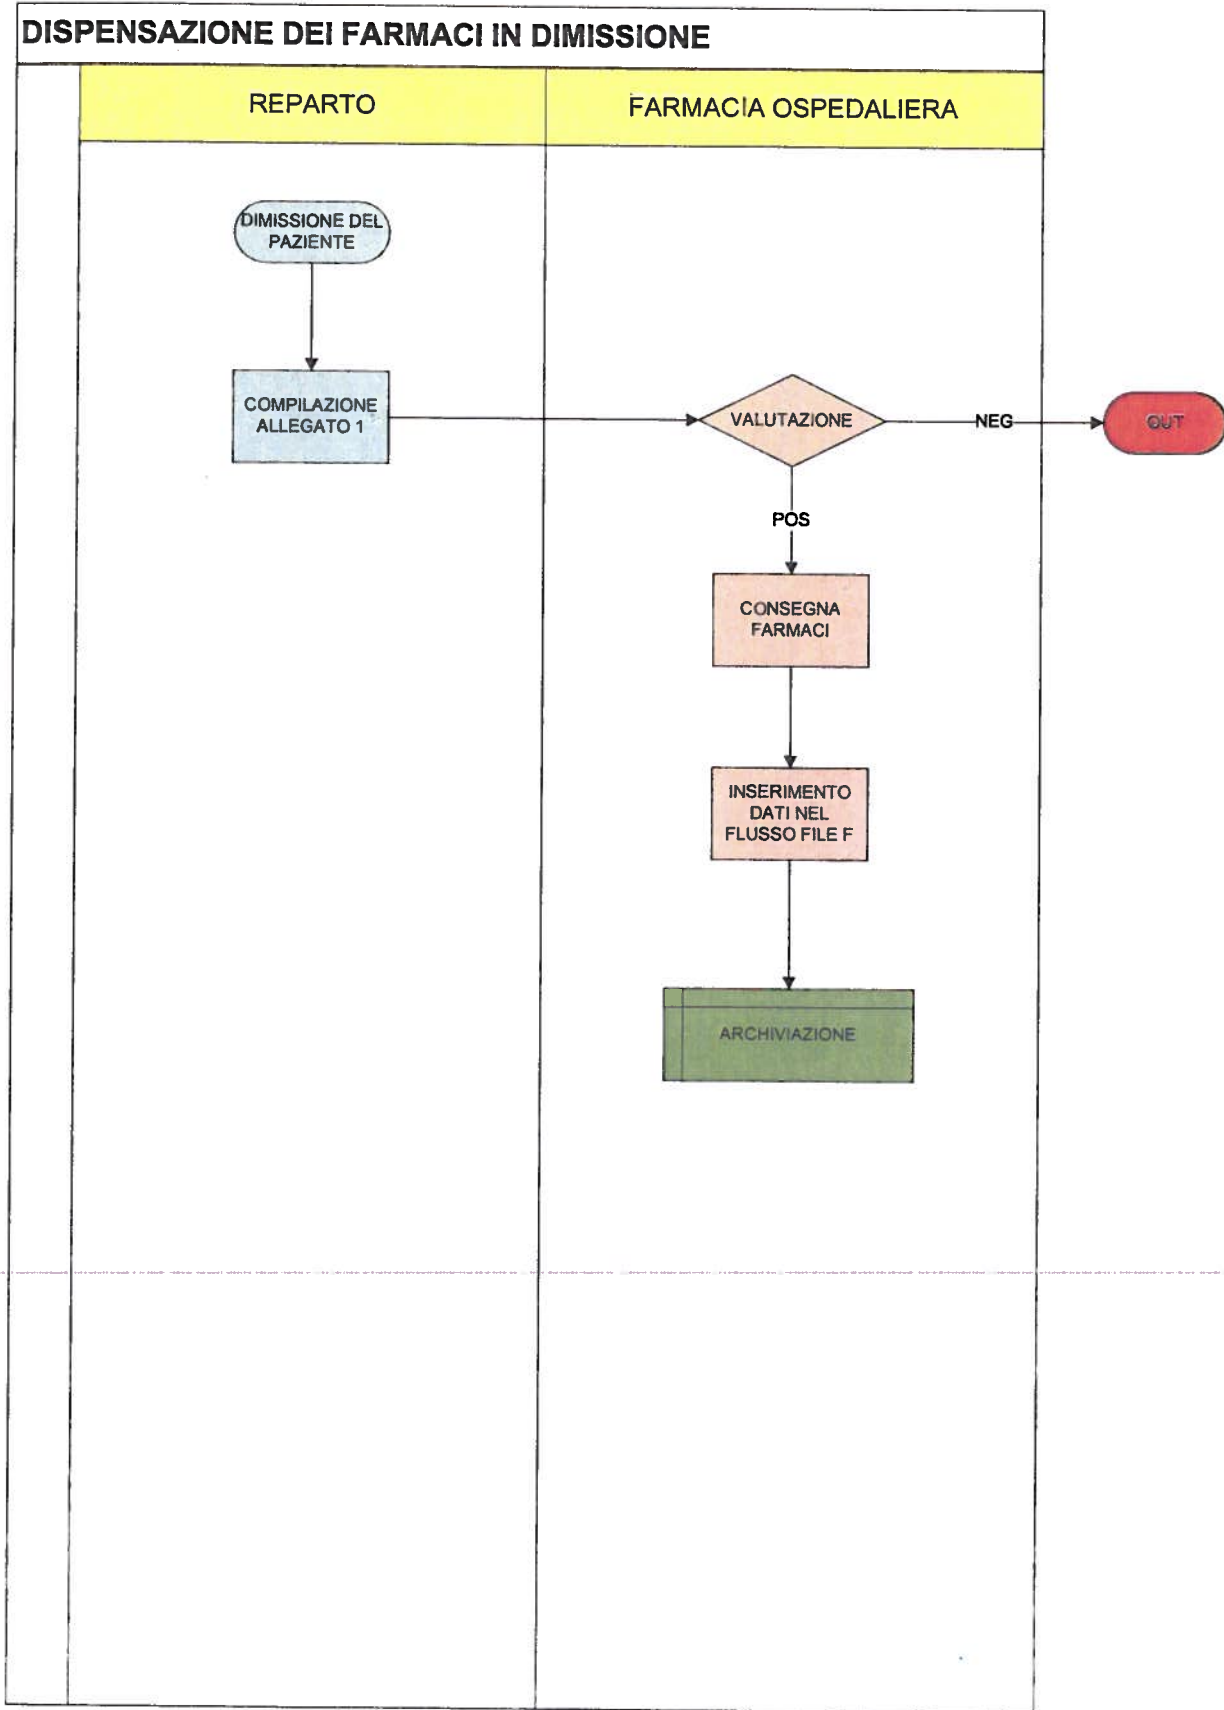 DISPENSAZIONE DEI FARMACI IN DIMISSIONE
REPARTO
FARMACIA OSPEDALIERA
DIMISSIONE DEL
PAZIENTE
COMPILAZIONE
ALLEGATO 1
VALUTAZIONE
NEG
OUT
POS
CONSEGNA
FARMACI
INSERIMENTO
DATI NEL
FLUSSO FILE F
ARCHIVIAZIONE